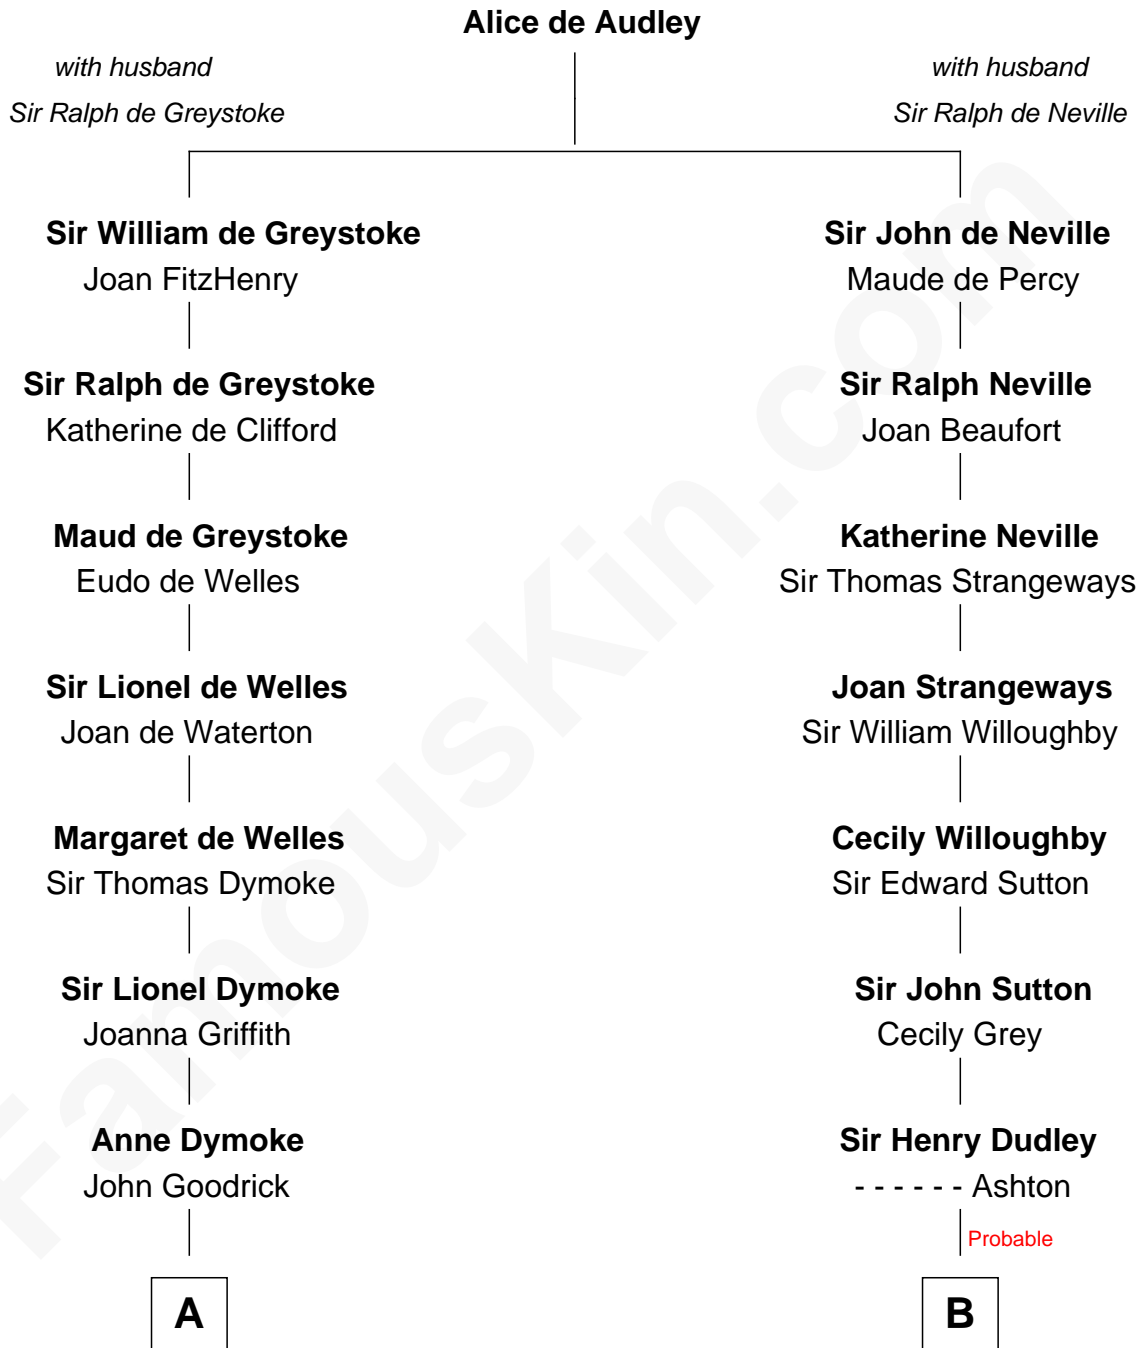 Alice de Audley
with husband
Sir Ralph de Greystoke
with husband
Sir Ralph de Neville
Sir William de Greystoke
Joan FitzHenry
Sir John de Neville
Maude de Percy
Sir Ralph de Greystoke
Katherine de Clifford
Sir Ralph Neville
Joan Beaufort
Maud de Greystoke
Eudo de Welles
Katherine Neville
Sir Thomas Strangeways
Sir Lionel de Welles
Joan de Waterton
Joan Strangeways
Sir William Willoughby
Margaret de Welles
Sir Thomas Dymoke
Cecily Willoughby
Sir Edward Sutton
Sir Lionel Dymoke
Joanna Griffith
Sir John Sutton
Cecily Grey
Anne Dymoke
John Goodrick
Sir Henry Dudley
- - - - - - Ashton
Probable
A
B
FamousKin.com